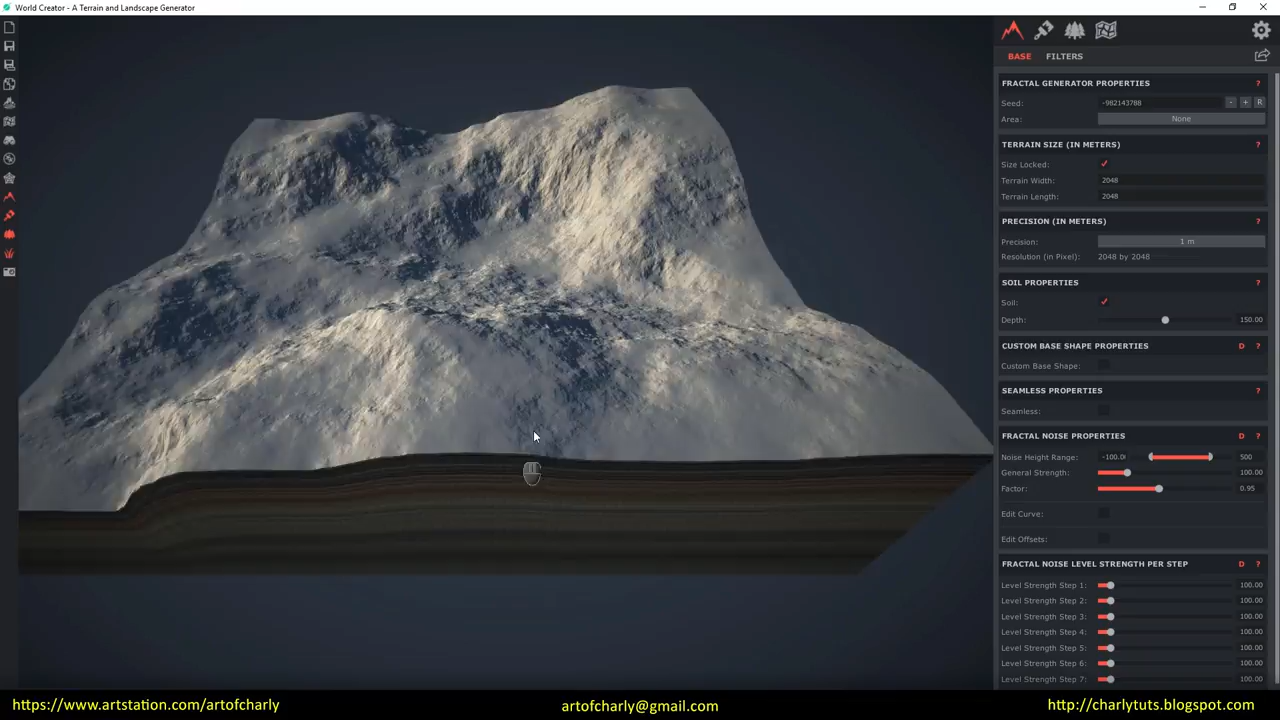 World Creator - A Terrain and Landscape Generator
BASE FILTERS
FRACTAL GENERATOR PROPERTIES ?
Seed: -982143788 - + R
Area: None
TERRAIN SIZE (IN METERS) ?
Size Locked:
Terrain Width: 2048
Terrain Length: 2048
PRECISION (IN METERS) ?
Precision: 1 m
Resolution (in Pixel): 2048 by 2048
SOIL PROPERTIES ?
Soil:
Depth: 150.00
CUSTOM BASE SHAPE PROPERTIES D ?
Custom Base Shape:
SEAMLESS PROPERTIES ?
Seamless:
FRACTAL NOISE PROPERTIES D ?
Noise Height Range: -100.0 500
General Strength: 100.00
Factor: 0.95
Edit Curve:
Edit Offsets:
FRACTAL NOISE LEVEL STRENGTH PER STEP D ?
Level Strength Step 1: 100.00
Level Strength Step 2: 100.00
Level Strength Step 3: 100.00
Level Strength Step 4: 100.00
Level Strength Step 5: 100.00
Level Strength Step 6: 100.00
Level Strength Step 7: 100.00
https://www.artstation.com/artofcharly artofcharly@gmail.com http://charlytuts.blogspot.com